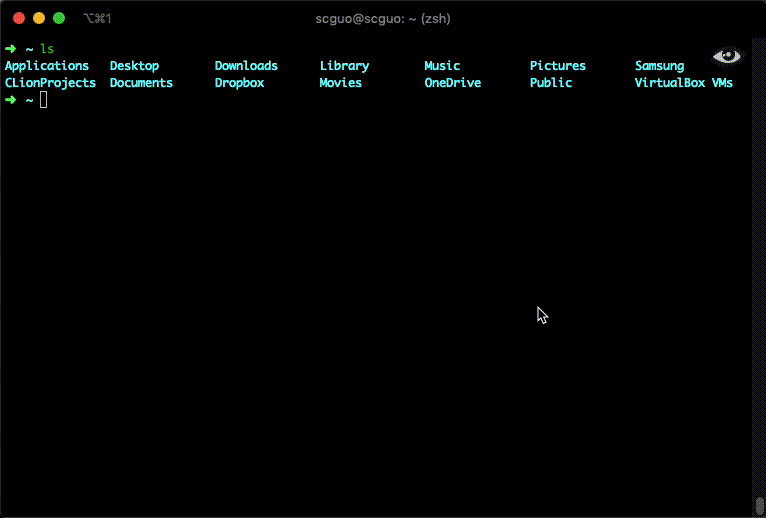 ⌥⌘1 scguo@scguo: ~ (zsh)
➜ ~ ls
Applications Desktop Downloads Library Music Pictures Samsung
CLionProjects Documents Dropbox Movies OneDrive Public VirtualBox VMs
➜ ~